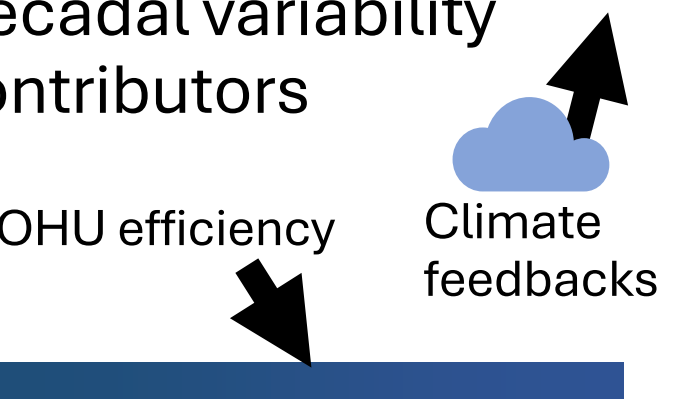 ecadal variability
ontributors
OHU efficiency
Climate
feedbacks